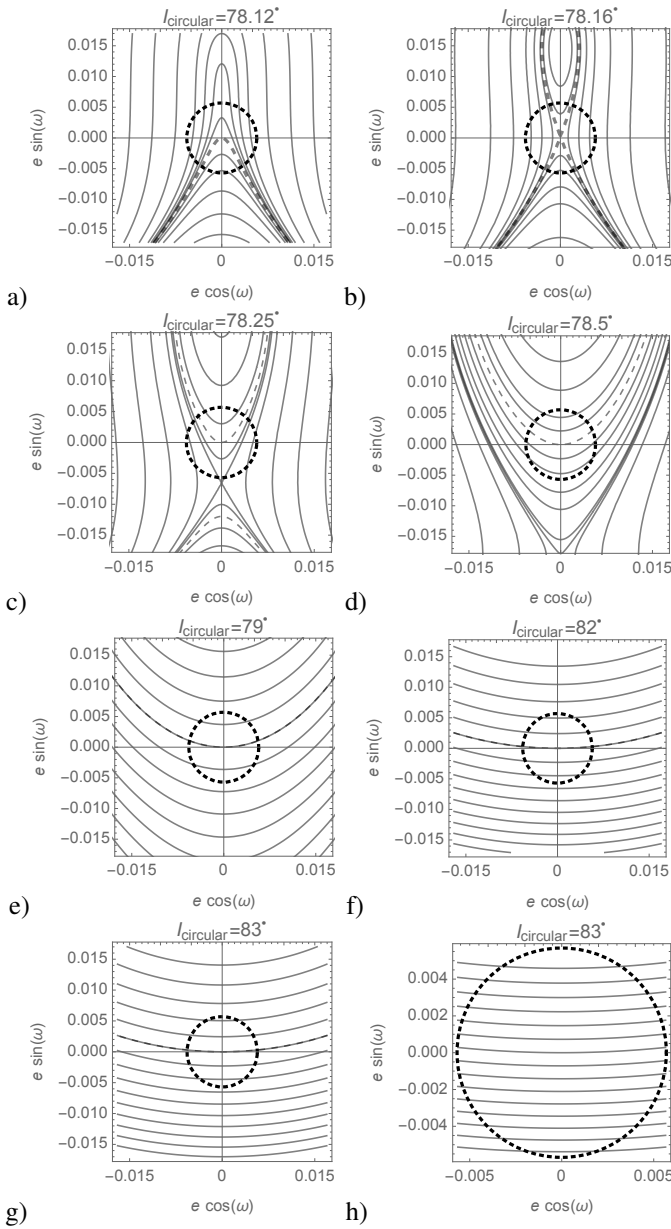 I_circular=78.12°
I_circular=78.16°
0.015
0.010
0.005
0.000
−0.005
−0.010
−0.015
e sin(ω)
−0.015
0
0.015
e cos(ω)
a)
0.015
0.010
0.005
0.000
−0.005
−0.010
−0.015
e sin(ω)
−0.015
0
0.015
e cos(ω)
b)
I_circular=78.25°
I_circular=78.5°
0.015
0.010
0.005
0.000
−0.005
−0.010
−0.015
e sin(ω)
−0.015
0
0.015
e cos(ω)
c)
0.015
0.010
0.005
0.000
−0.005
−0.010
−0.015
e sin(ω)
−0.015
0
0.015
e cos(ω)
d)
I_circular=79°
I_circular=82°
0.015
0.010
0.005
0.000
−0.005
−0.010
−0.015
e sin(ω)
−0.015
0
0.015
e cos(ω)
e)
0.015
0.010
0.005
0.000
−0.005
−0.010
−0.015
e sin(ω)
−0.015
0
0.015
e cos(ω)
f)
I_circular=83°
I_circular=83°
0.015
0.010
0.005
0.000
−0.005
−0.010
−0.015
e sin(ω)
−0.015
0
0.015
e cos(ω)
g)
0.004
0.002
0.000
−0.002
−0.004
e sin(ω)
−0.005
0
0.005
e cos(ω)
h)